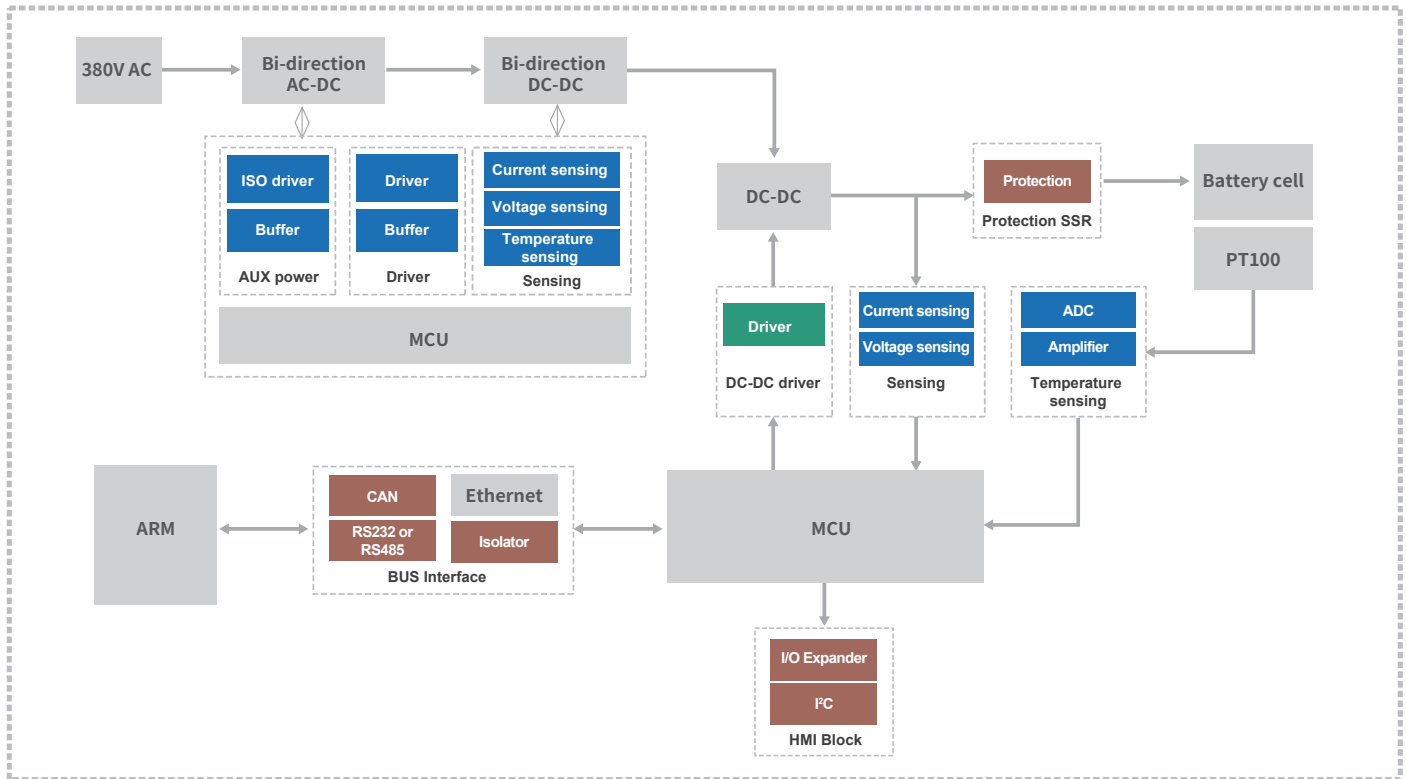 380V AC
Bi-direction
AC-DC
Bi-direction
DC-DC
ISO driver
Buffer
AUX power
Driver
Buffer
Driver
Current sensing
Voltage sensing
Temperature
sensing
Sensing
MCU
DC-DC
Protection
Protection SSR
Battery cell
PT100
Driver
DC-DC driver
Current sensing
Voltage sensing
Sensing
ADC
Amplifier
Temperature
sensing
ARM
CAN
Ethernet
RS232 or
RS485
Isolator
BUS Interface
MCU
I/O Expander
I²C
HMI Block